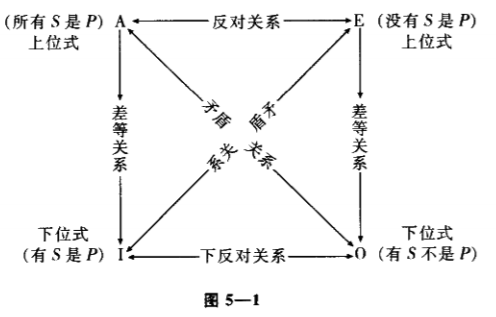 (所有 S 是 P) A 反对关系 E (没有 S 是 P)
上位式 上位式
矛盾 盾矛
差等关系 差等关系
系关 关系
下位式 下位式
(有 S 是 P) I 下反对关系 O (有 S 不是 P)
图 5—1